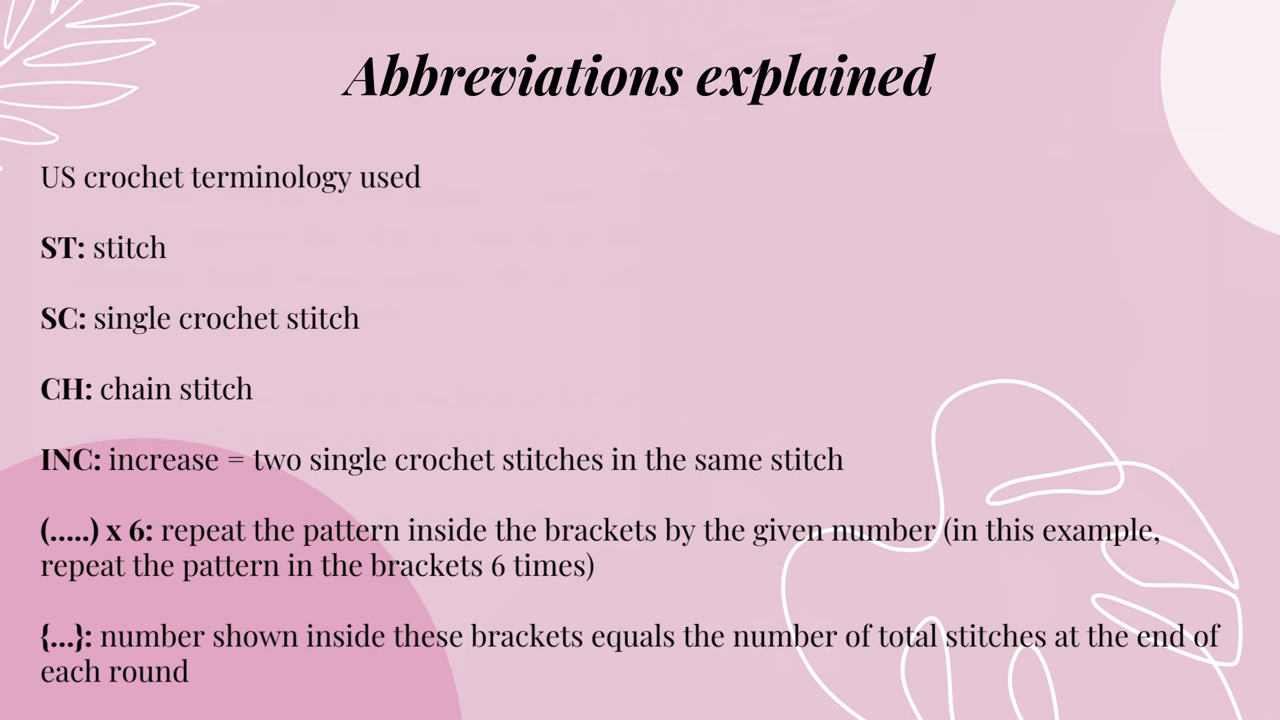 Abbreviations explained
US crochet terminology used
ST: stitch
SC: single crochet stitch
CH: chain stitch
INC: increase = two single crochet stitches in the same stitch
(.....) x 6: repeat the pattern inside the brackets by the given number (in this example,
repeat the pattern in the brackets 6 times)
{...}: number shown inside these brackets equals the number of total stitches at the end of
each round